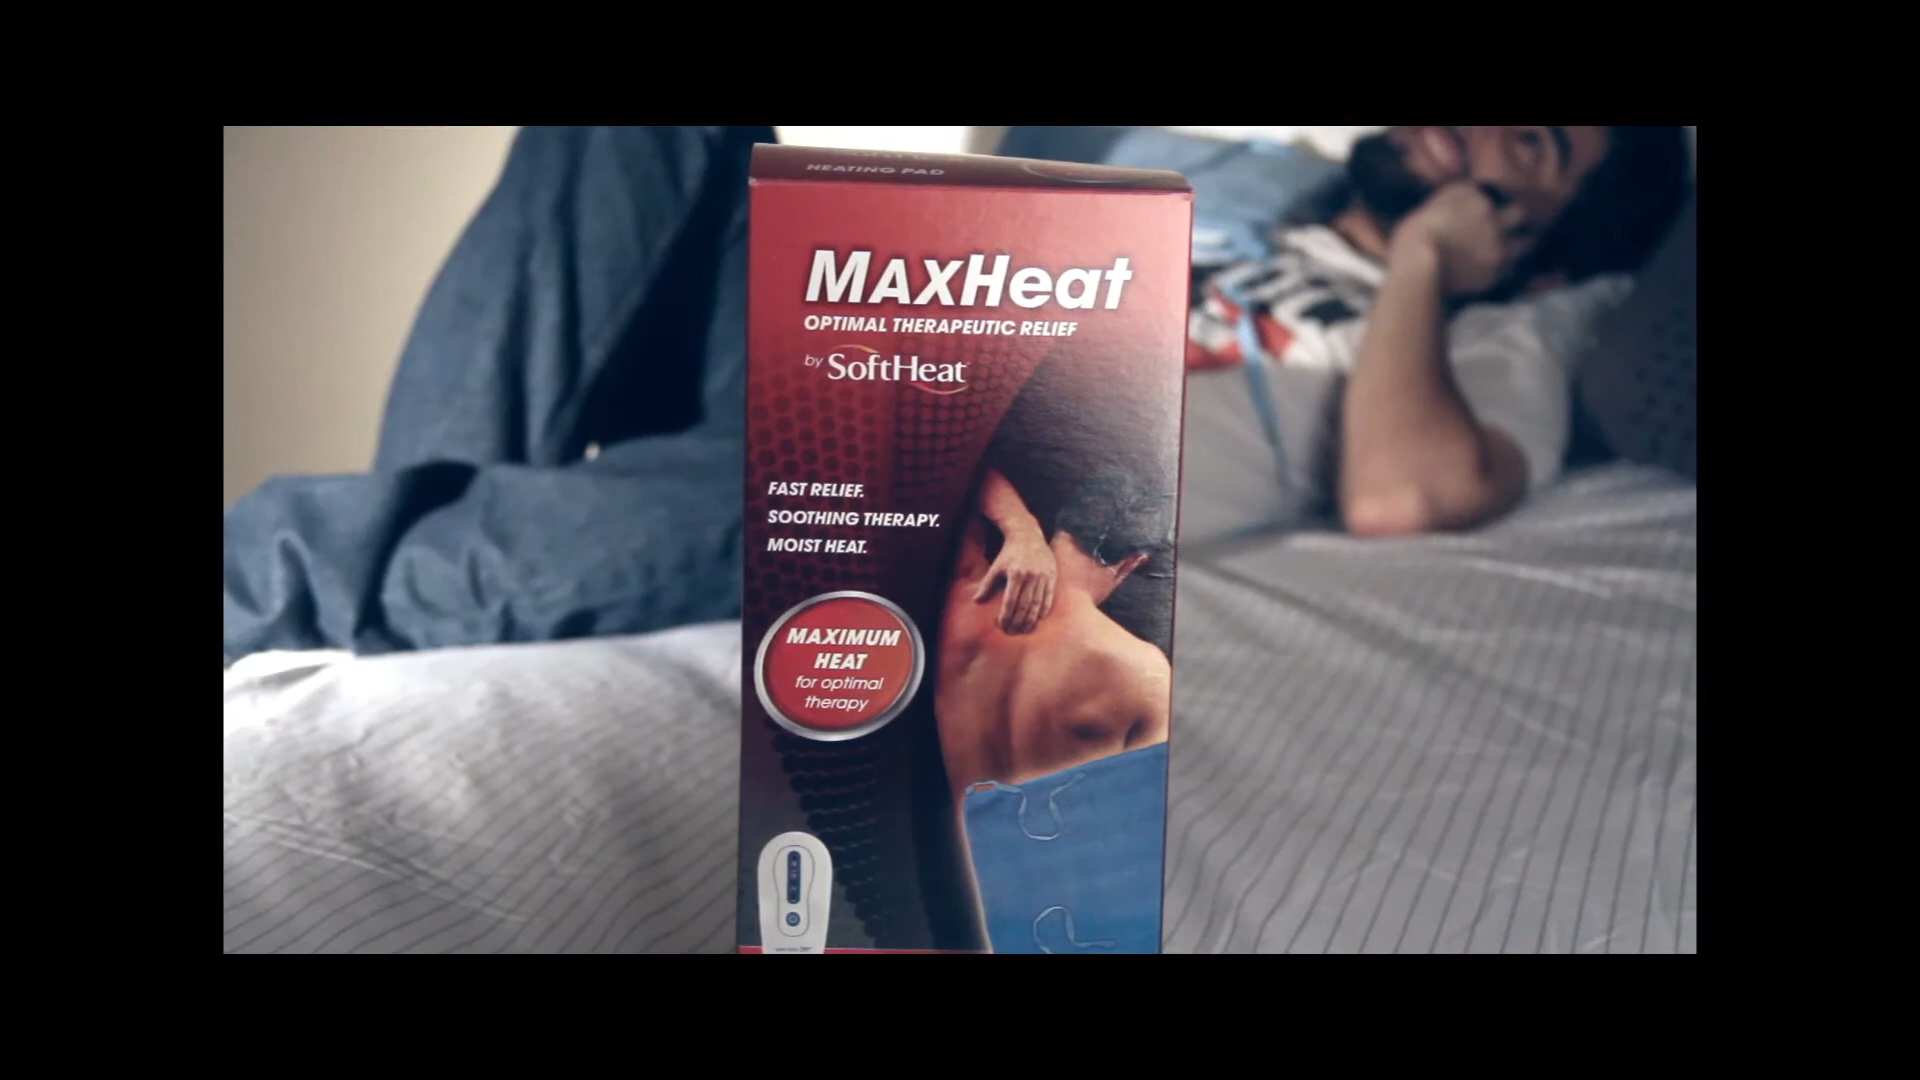 HEATING PAD
MAXHeat
OPTIMAL THERAPEUTIC RELIEF
by SoftHeat
FAST RELIEF.
SOOTHING THERAPY.
MOIST HEAT.
MAXIMUM
HEAT
for optimal
therapy